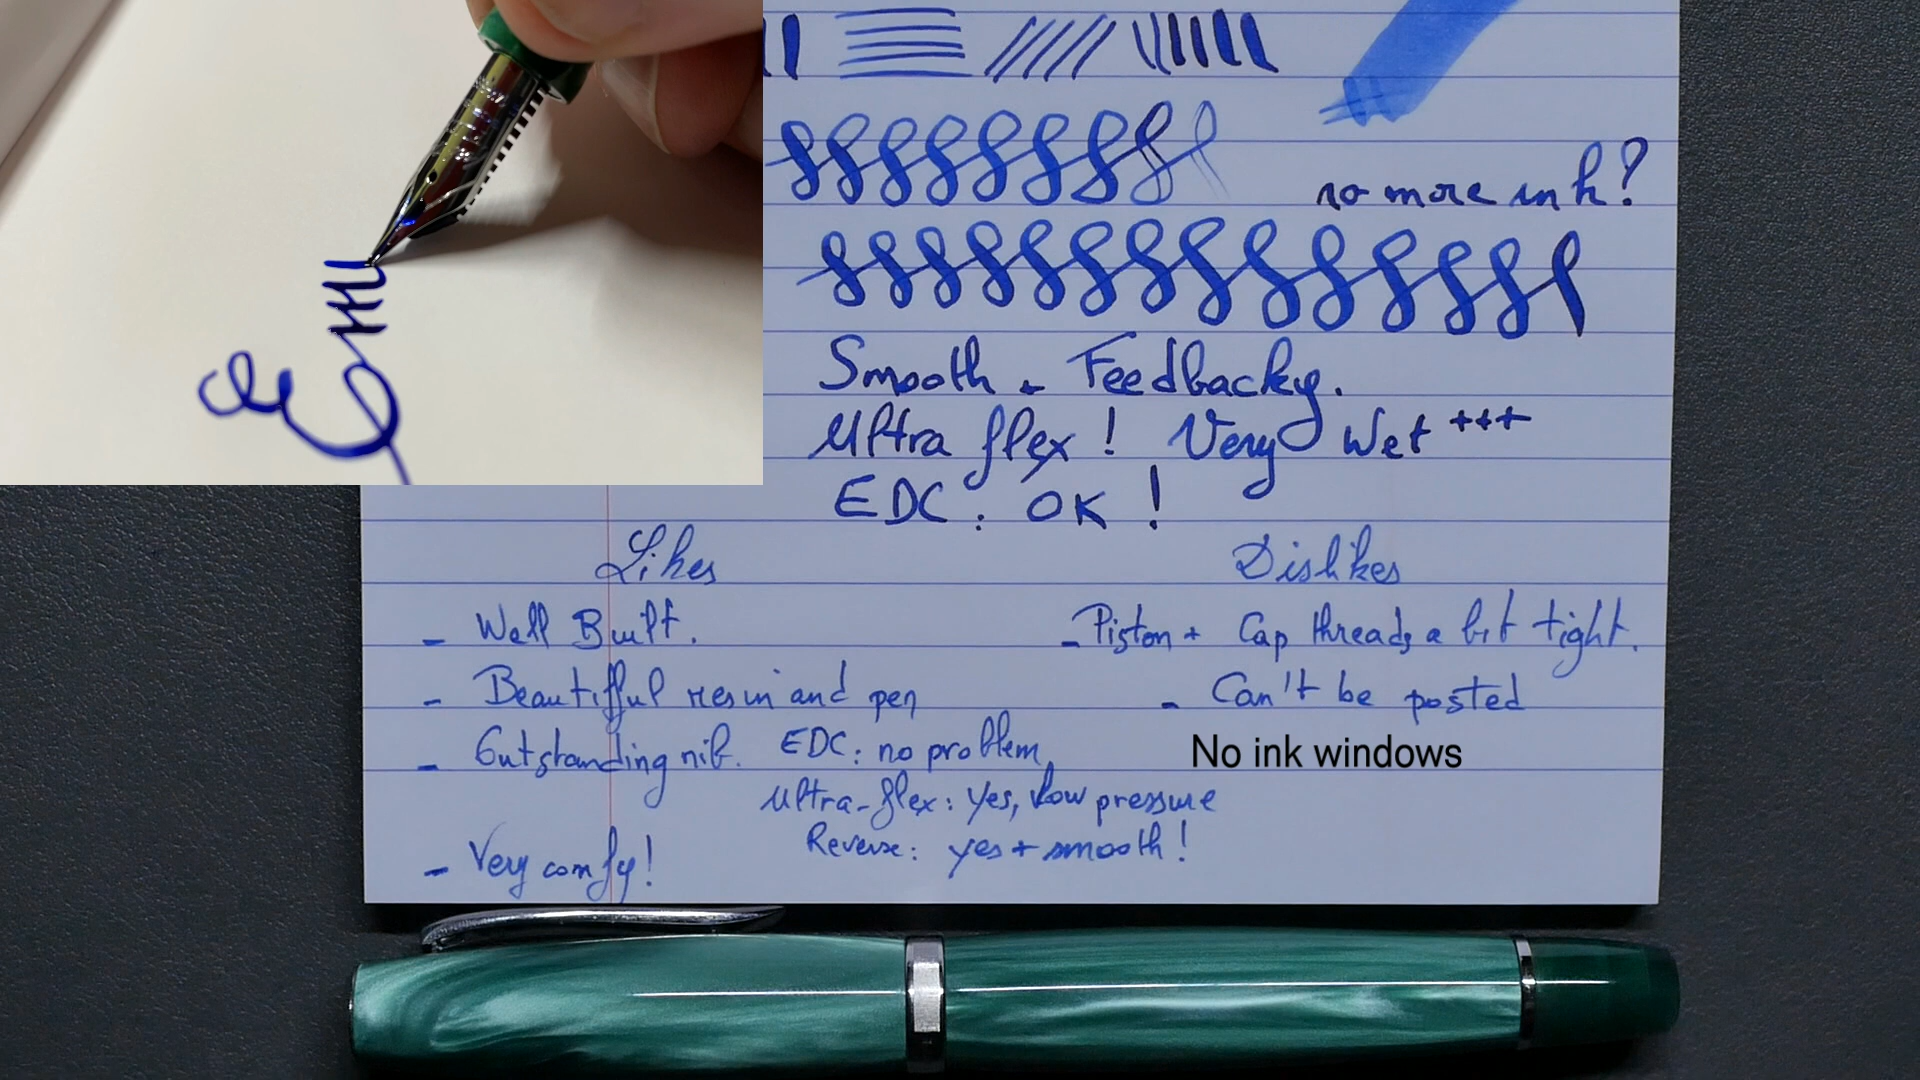 no more ink?
Smooth + Feedbacky.
Ultra flex! Very Wet +++
EDC: OK!
Likes
Dislikes
- Well Built.
- Piston + Cap threads a bit tight.
- Beautifful resin and pen
- Can't be posted
- Outstanding nib. EDC: no problem
No ink windows
Ultra-flex: yes, low pressure
Reverse: yes + smooth!
- Very comfy!